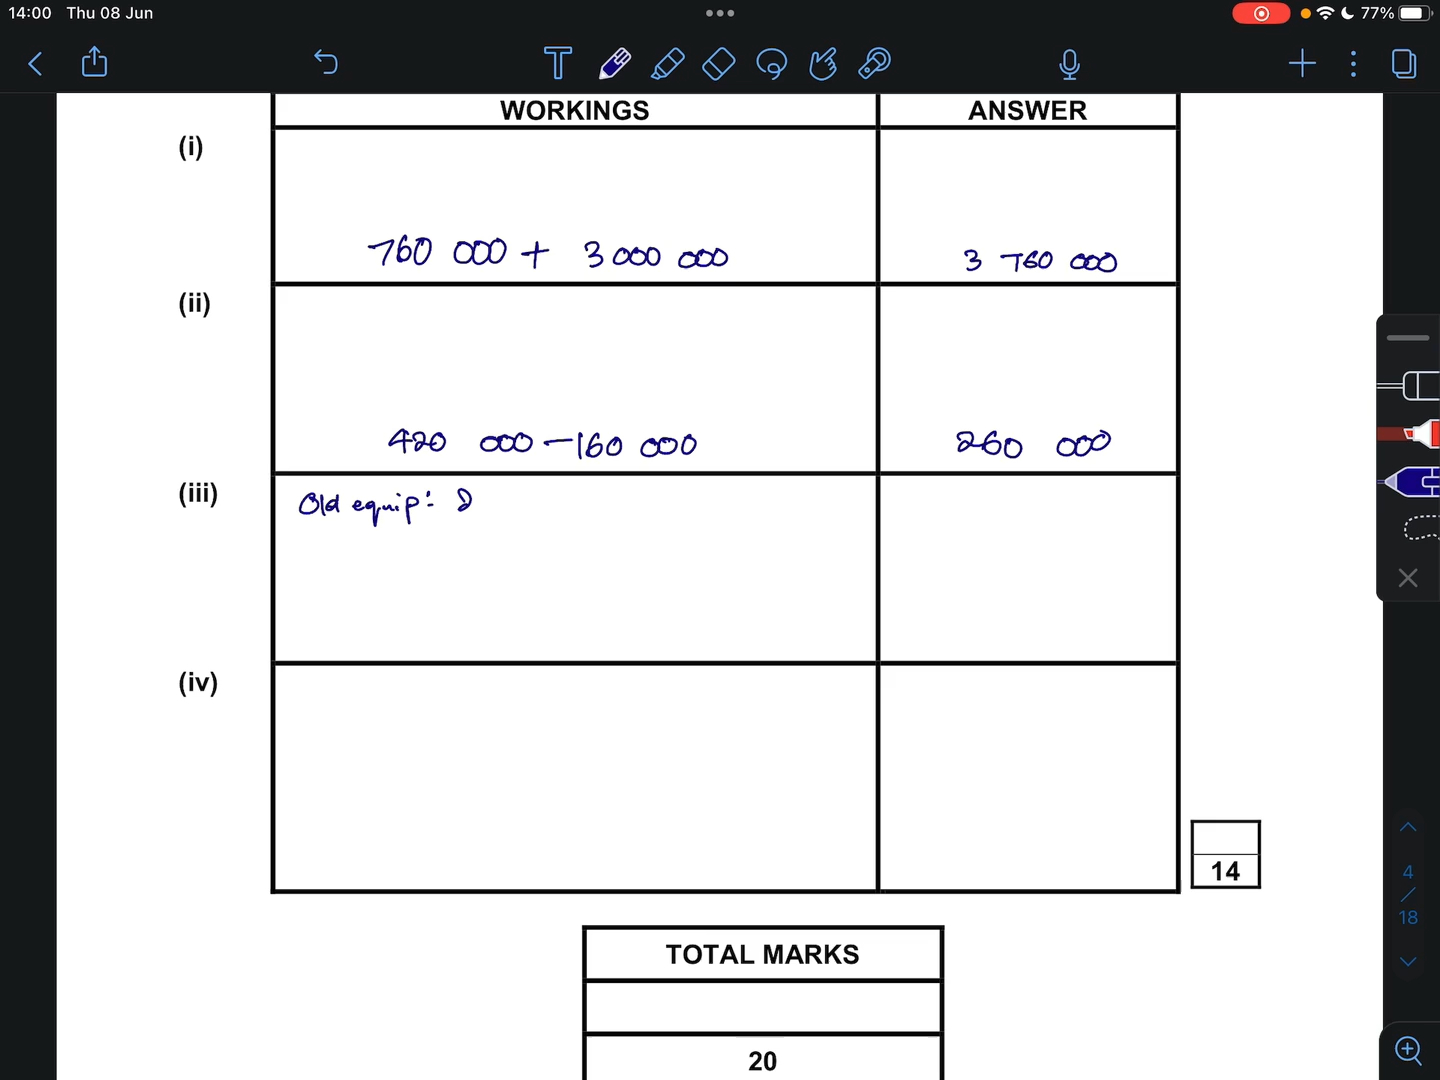 14:00 Thu 08 Jun
77%
T
WORKINGS ANSWER
(i)
760 000 + 3 000 000 3 760 000
(ii)
420 000 - 160 000 260 000
(iii)
Old equip:
(iv)
14
TOTAL MARKS
20
4
/
18